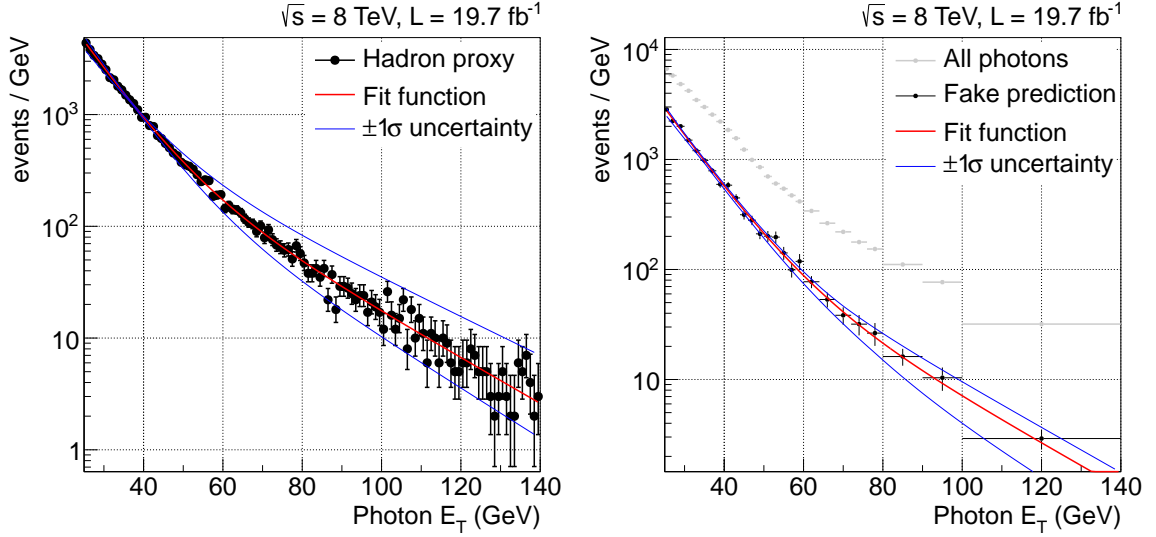 √s = 8 TeV, L = 19.7 fb⁻¹
events / GeV
Hadron proxy
Fit function
±1σ uncertainty
10³
10²
10
1
40 60 80 100 120 140
Photon E_T (GeV)
√s = 8 TeV, L = 19.7 fb⁻¹
events / GeV
All photons
Fake prediction
Fit function
±1σ uncertainty
10⁴
10³
10²
10
40 60 80 100 120 140
Photon E_T (GeV)